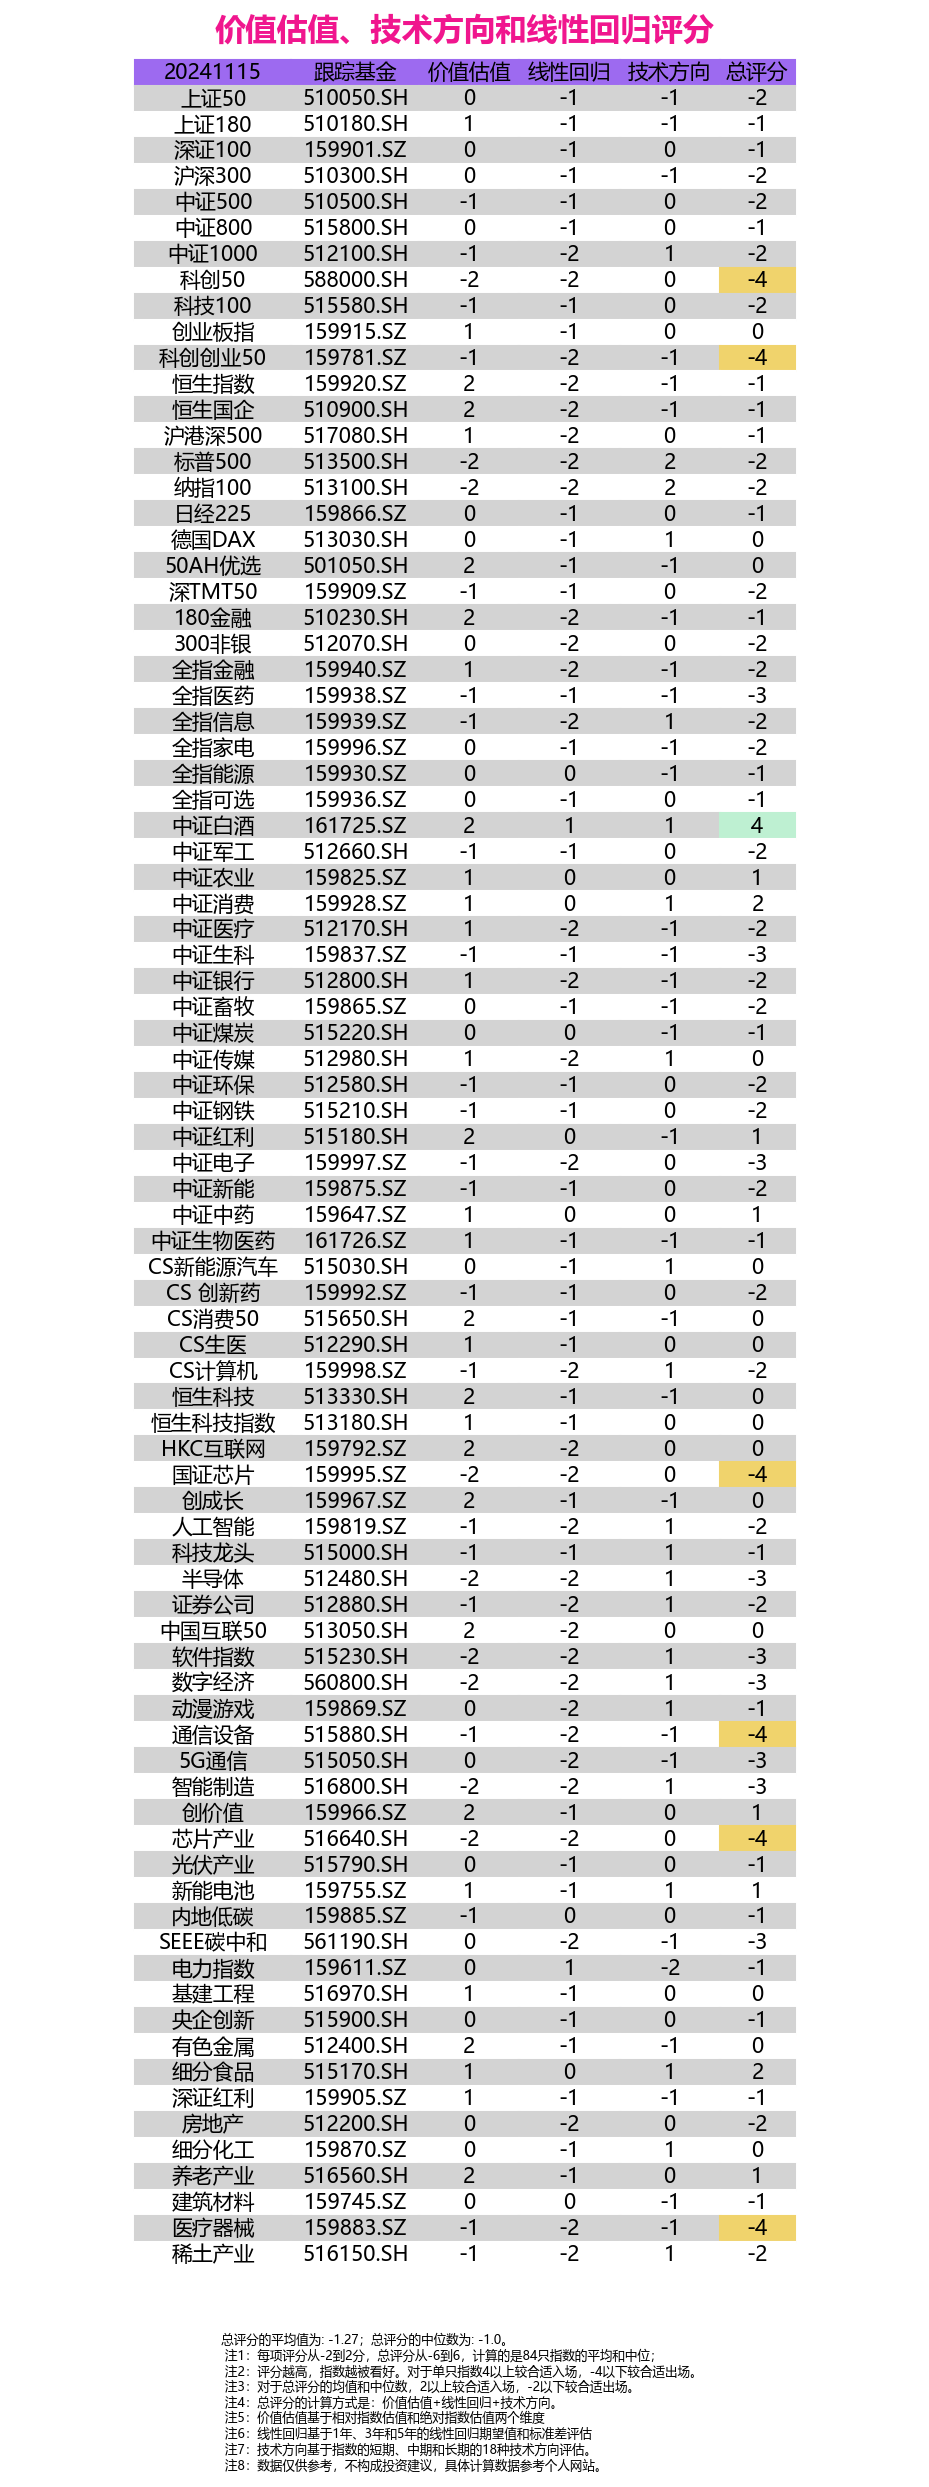 价值估值、技术方向和线性回归评分
20241115 跟踪基金 价值估值 线性回归 技术方向 总评分
上证50 510050.SH 0 -1 -1 -2
上证180 510180.SH 1 -1 -1 -1
深证100 159901.SZ 0 -1 0 -1
沪深300 510300.SH 0 -1 -1 -2
中证500 510500.SH -1 -1 0 -2
中证800 515800.SH 0 -1 0 -1
中证1000 512100.SH -1 -2 1 -2
科创50 588000.SH -2 -2 0 -4
科技100 515580.SH -1 -1 0 -2
创业板指 159915.SZ 1 -1 0 0
科创创业50 159781.SZ -1 -2 -1 -4
恒生指数 159920.SZ 2 -2 -1 -1
恒生国企 510900.SH 2 -2 -1 -1
沪港深500 517080.SH 1 -2 0 -1
标普500 513500.SH -2 -2 2 -2
纳指100 513100.SH -2 -2 2 -2
日经225 159866.SZ 0 -1 0 -1
德国DAX 513030.SH 0 -1 1 0
50AH优选 501050.SH 2 -1 -1 0
深TMT50 159909.SZ -1 -1 0 -2
180金融 510230.SH 2 -2 -1 -1
300非银 512070.SH 0 -2 0 -2
全指金融 159940.SZ 1 -2 -1 -2
全指医药 159938.SZ -1 -1 -1 -3
全指信息 159939.SZ -1 -2 1 -2
全指家电 159996.SZ 0 -1 -1 -2
全指能源 159930.SZ 0 0 -1 -1
全指可选 159936.SZ 0 -1 0 -1
中证白酒 161725.SZ 2 1 1 4
中证军工 512660.SH -1 -1 0 -2
中证农业 159825.SZ 1 0 0 1
中证消费 159928.SZ 1 0 1 2
中证医疗 512170.SH 1 -2 -1 -2
中证生科 159837.SZ -1 -1 -1 -3
中证银行 512800.SH 1 -2 -1 -2
中证畜牧 159865.SZ 0 -1 -1 -2
中证煤炭 515220.SH 0 0 -1 -1
中证传媒 512980.SH 1 -2 1 0
中证环保 512580.SH -1 -1 0 -2
中证钢铁 515210.SH -1 -1 0 -2
中证红利 515180.SH 2 0 -1 1
中证电子 159997.SZ -1 -2 0 -3
中证新能 159875.SZ -1 -1 0 -2
中证中药 159647.SZ 1 0 0 1
中证生物医药 161726.SZ 1 -1 -1 -1
CS新能源汽车 515030.SH 0 -1 1 0
CS 创新药 159992.SZ -1 -1 0 -2
CS消费50 515650.SH 2 -1 -1 0
CS生医 512290.SH 1 -1 0 0
CS计算机 159998.SZ -1 -2 1 -2
恒生科技 513330.SH 2 -1 -1 0
恒生科技指数 513180.SH 1 -1 0 0
HKC互联网 159792.SZ 2 -2 0 0
国证芯片 159995.SZ -2 -2 0 -4
创成长 159967.SZ 2 -1 -1 0
人工智能 159819.SZ -1 -2 1 -2
科技龙头 515000.SH -1 -1 1 -1
半导体 512480.SH -2 -2 1 -3
证券公司 512880.SH -1 -2 1 -2
中国互联50 513050.SH 2 -2 0 0
软件指数 515230.SH -2 -2 1 -3
数字经济 560800.SH -2 -2 1 -3
动漫游戏 159869.SZ 0 -2 1 -1
通信设备 515880.SH -1 -2 -1 -4
5G通信 515050.SH 0 -2 -1 -3
智能制造 516800.SH -2 -2 1 -3
创价值 159966.SZ 2 -1 0 1
芯片产业 516640.SH -2 -2 0 -4
光伏产业 515790.SH 0 -1 0 -1
新能电池 159755.SZ 1 -1 1 1
内地低碳 159885.SZ -1 0 0 -1
SEEE碳中和 561190.SH 0 -2 -1 -3
电力指数 159611.SZ 0 1 -2 -1
基建工程 516970.SH 1 -1 0 0
央企创新 515900.SH 0 -1 0 -1
有色金属 512400.SH 2 -1 -1 0
细分食品 515170.SH 1 0 1 2
深证红利 159905.SZ 1 -1 -1 -1
房地产 512200.SH 0 -2 0 -2
细分化工 159870.SZ 0 -1 1 0
养老产业 516560.SH 2 -1 0 1
建筑材料 159745.SZ 0 0 -1 -1
医疗器械 159883.SZ -1 -2 -1 -4
稀土产业 516150.SH -1 -2 1 -2
总评分的平均值为: -1.27；总评分的中位数为: -1.0。
注1：每项评分从-2到2分，总评分从-6到6，计算的是84只指数的平均和中位；
注2：评分越高，指数越被看好。对于单只指数4以上较合适入场，-4以下较合适出场。
注3：对于总评分的均值和中位数，2以上较合适入场，-2以下较合适出场。
注4：总评分的计算方式是：价值估值+线性回归+技术方向。
注5：价值估值基于相对指数估值和绝对指数估值两个维度
注6：线性回归基于1年、3年和5年的线性回归期望值和标准差评估
注7：技术方向基于指数的短期、中期和长期的18种技术方向评估。
注8：数据仅供参考，不构成投资建议，具体计算数据参考个人网站。